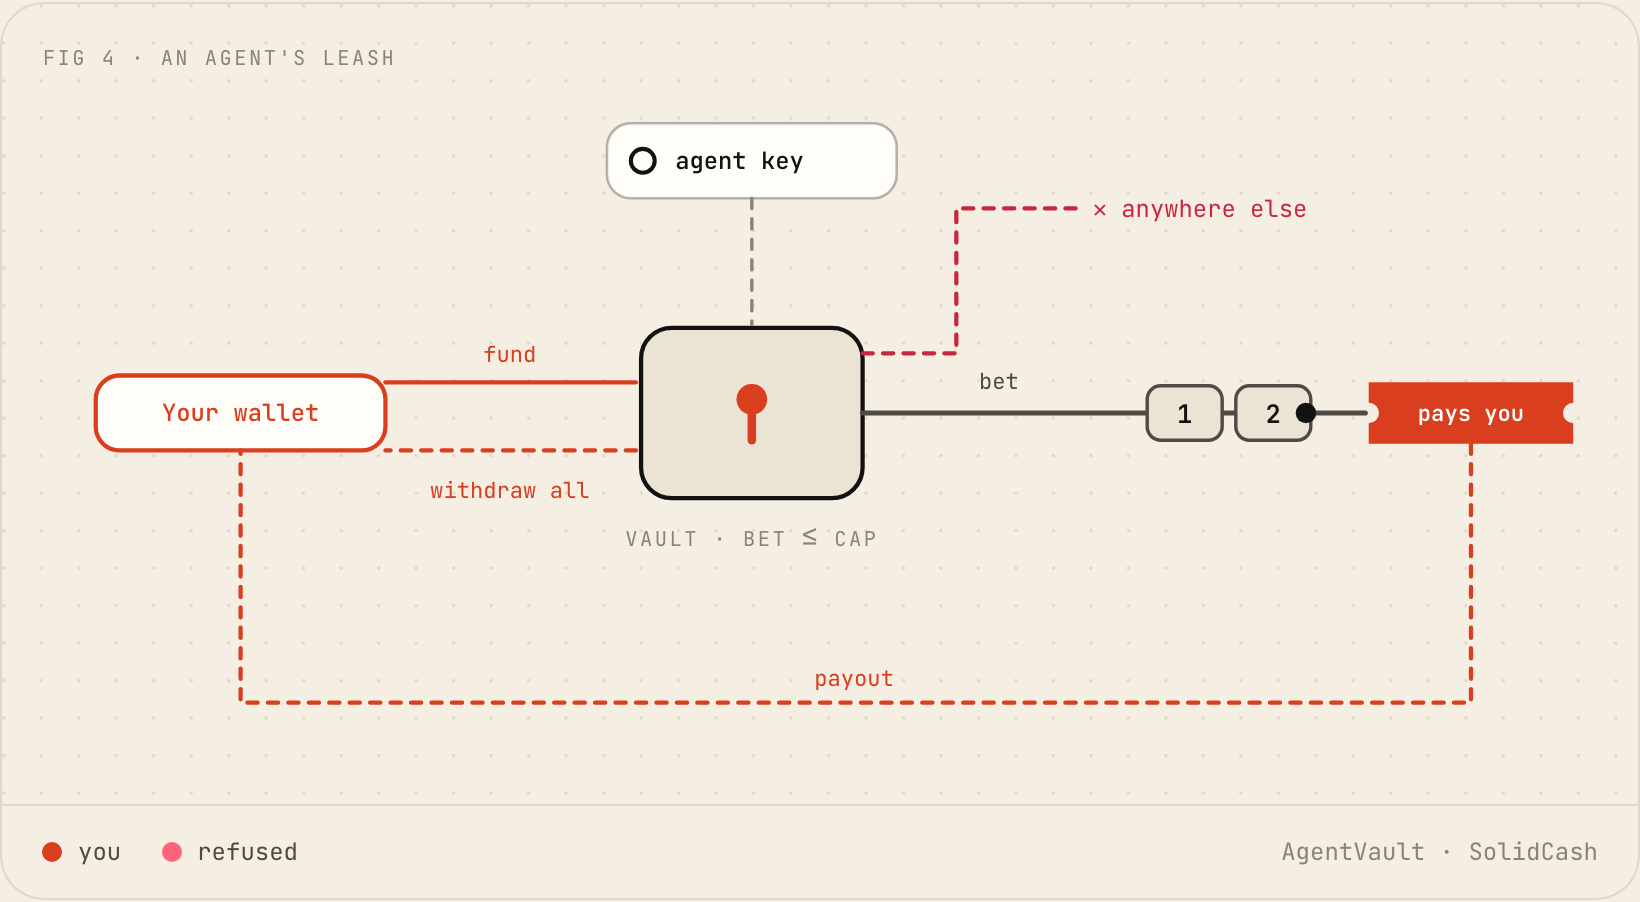 FIG 4 · AN AGENT'S LEASH
agent key
× anywhere else
fund
bet
Your wallet
1
2
pays you
withdraw all
VAULT · BET ≤ CAP
payout
you
refused
AgentVault · SolidCash